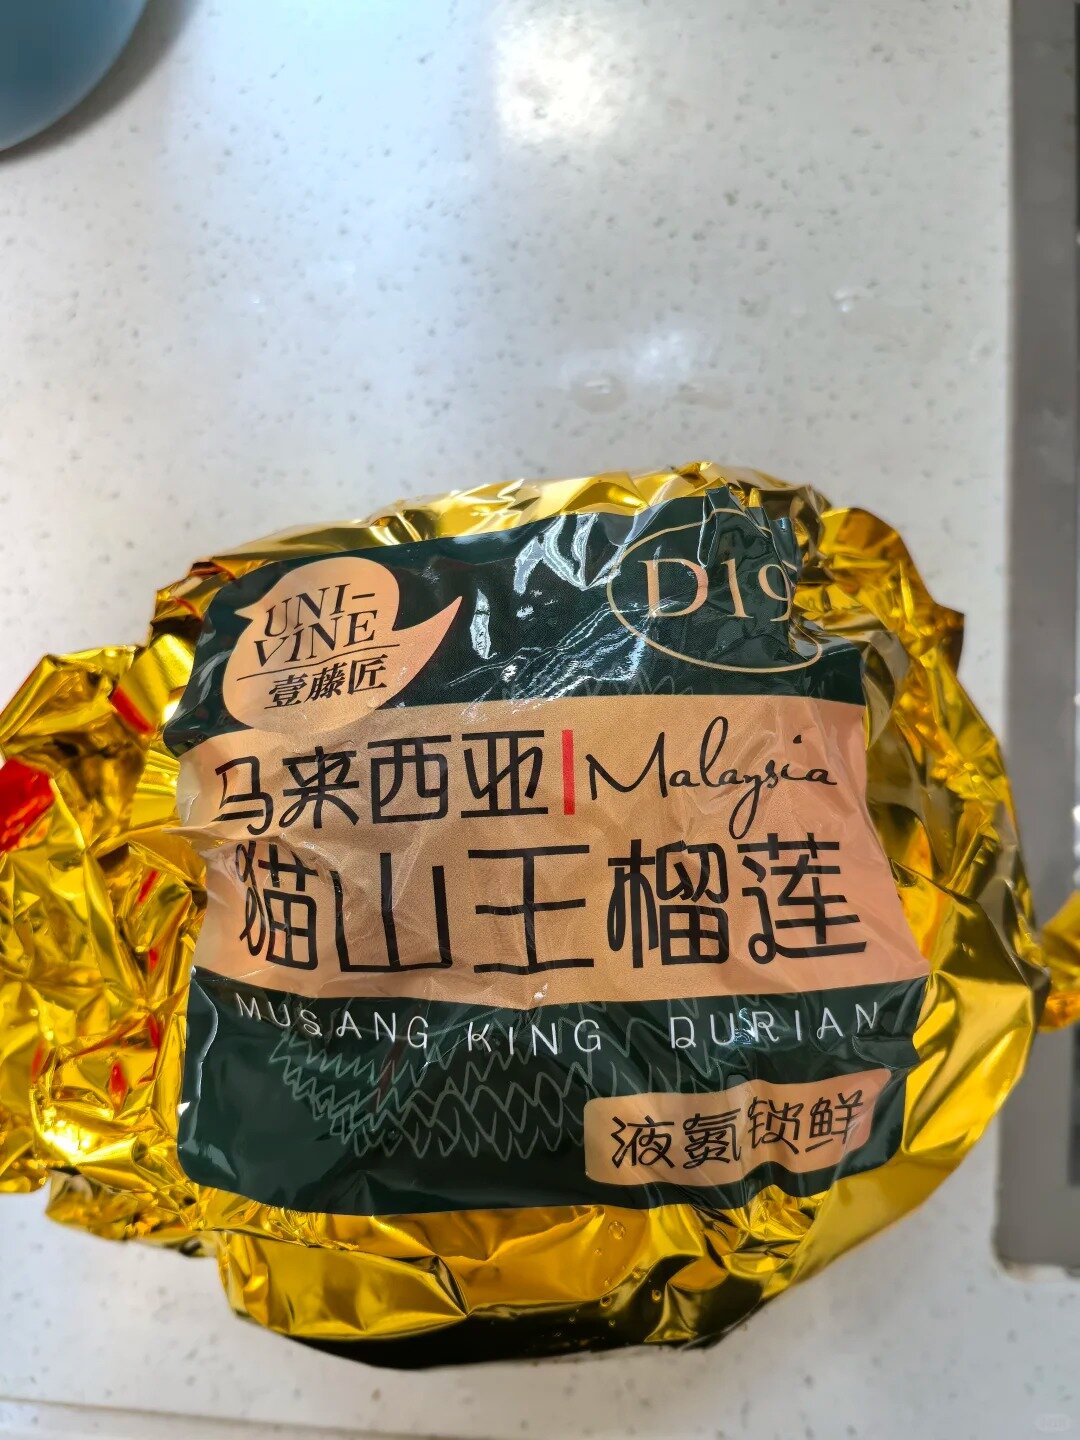 UNI-
VINE
壹藤匠
D19
马来西亚|Malaysia
猫山王榴莲
MUSANG KING DURIAN
液氮锁鲜